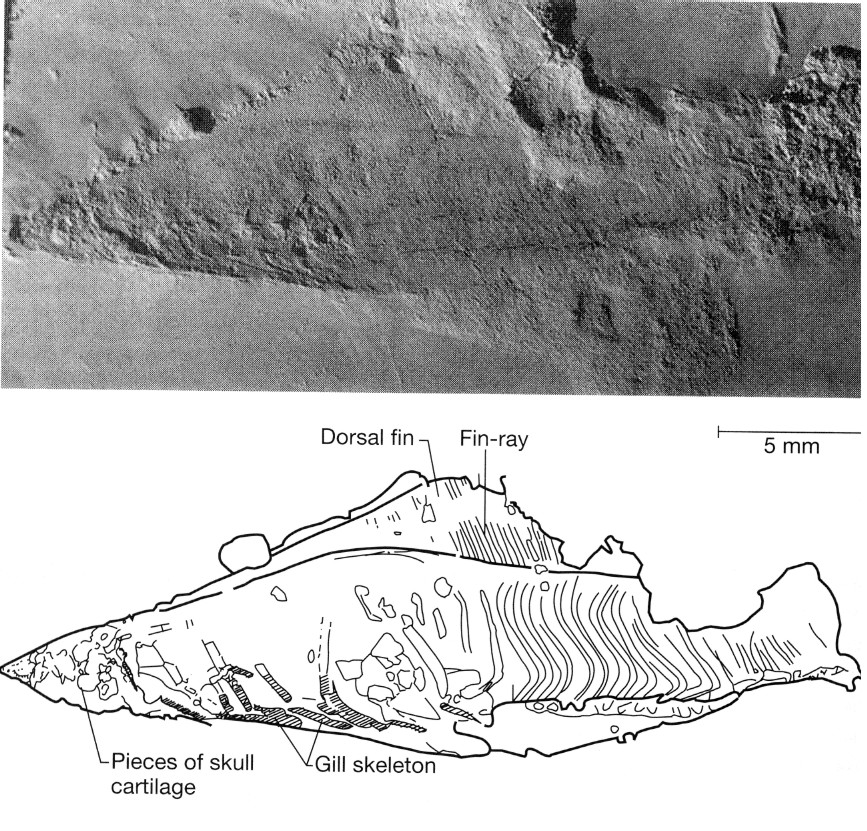 Dorsal fin
Fin-ray
5 mm
Pieces of skull
cartilage
Gill skeleton